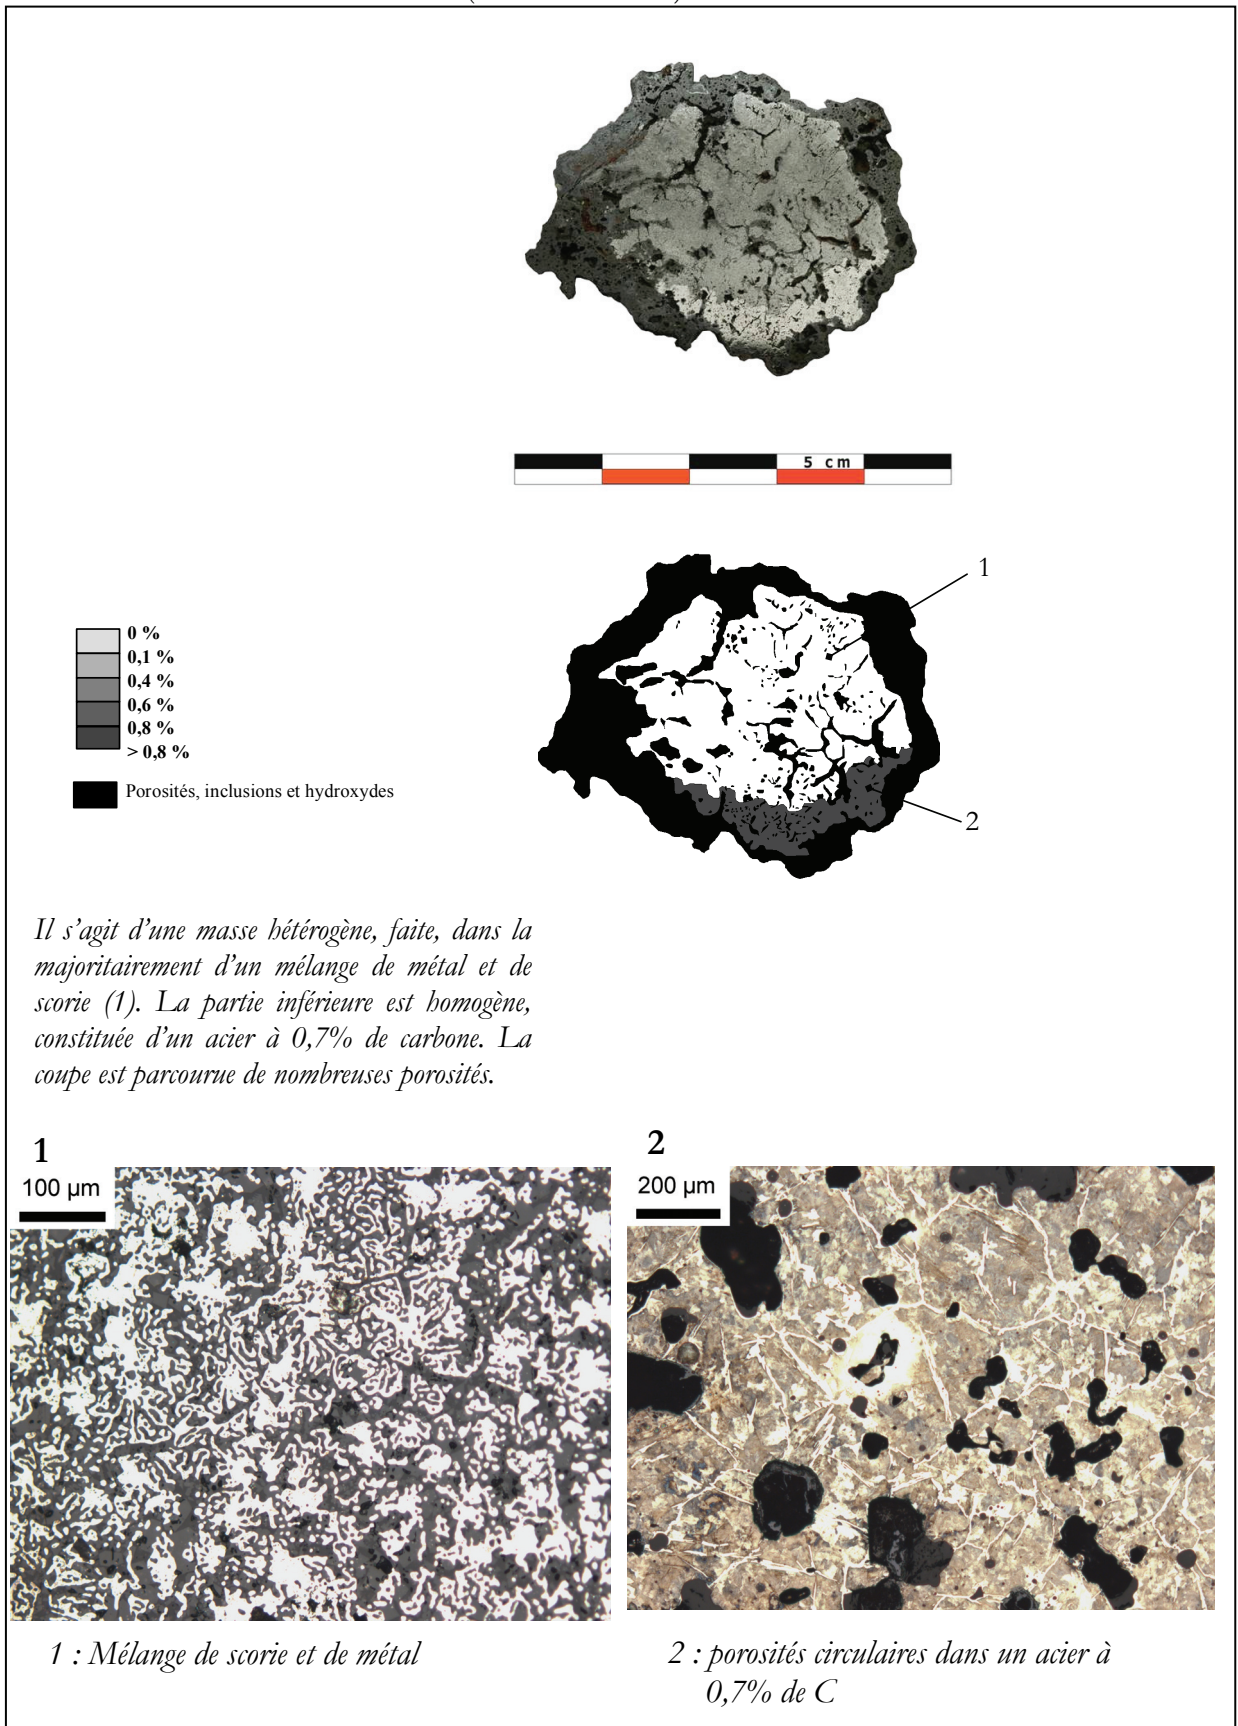 5 cm
1
0 %
0,1 %
0,4 %
0,6 %
0,8 %
> 0,8 %
Porosités, inclusions et hydroxydes
2
Il s'agit d'une masse hétérogène, faite, dans la
majoritairement d'un mélange de métal et de
scorie (1). La partie inférieure est homogène,
constituée d'un acier à 0,7% de carbone. La
coupe est parcourue de nombreuses porosités.
1
100 µm
2
200 µm
1 : Mélange de scorie et de métal
2 : porosités circulaires dans un acier à
0,7% de C